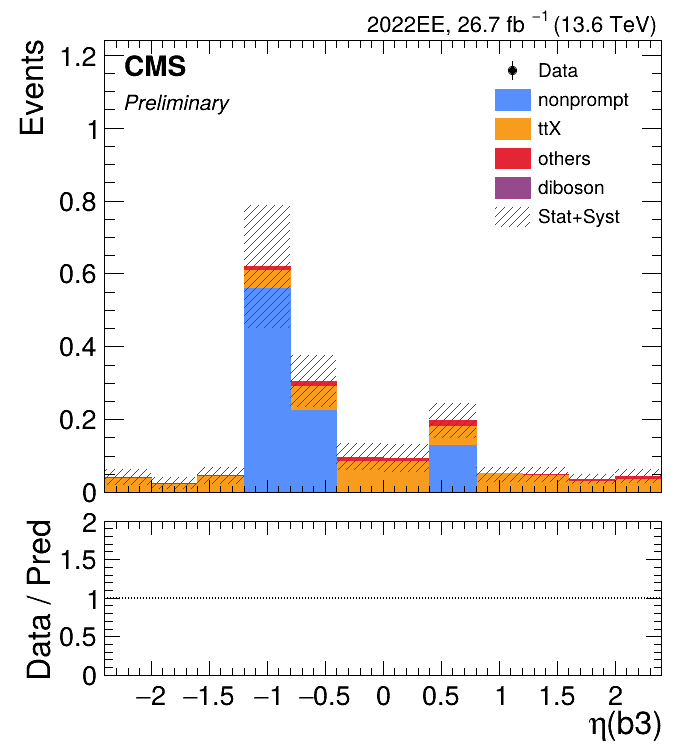 2022EE, 26.7 fb⁻¹ (13.6 TeV)
CMS
Preliminary
Events
1.2
1
0.8
0.6
0.4
0.2
0
Data
nonprompt
ttX
others
diboson
Stat+Syst
Data / Pred
2
1.5
1
0.5
0
−2 −1.5 −1 −0.5 0 0.5 1 1.5 2
η(b3)